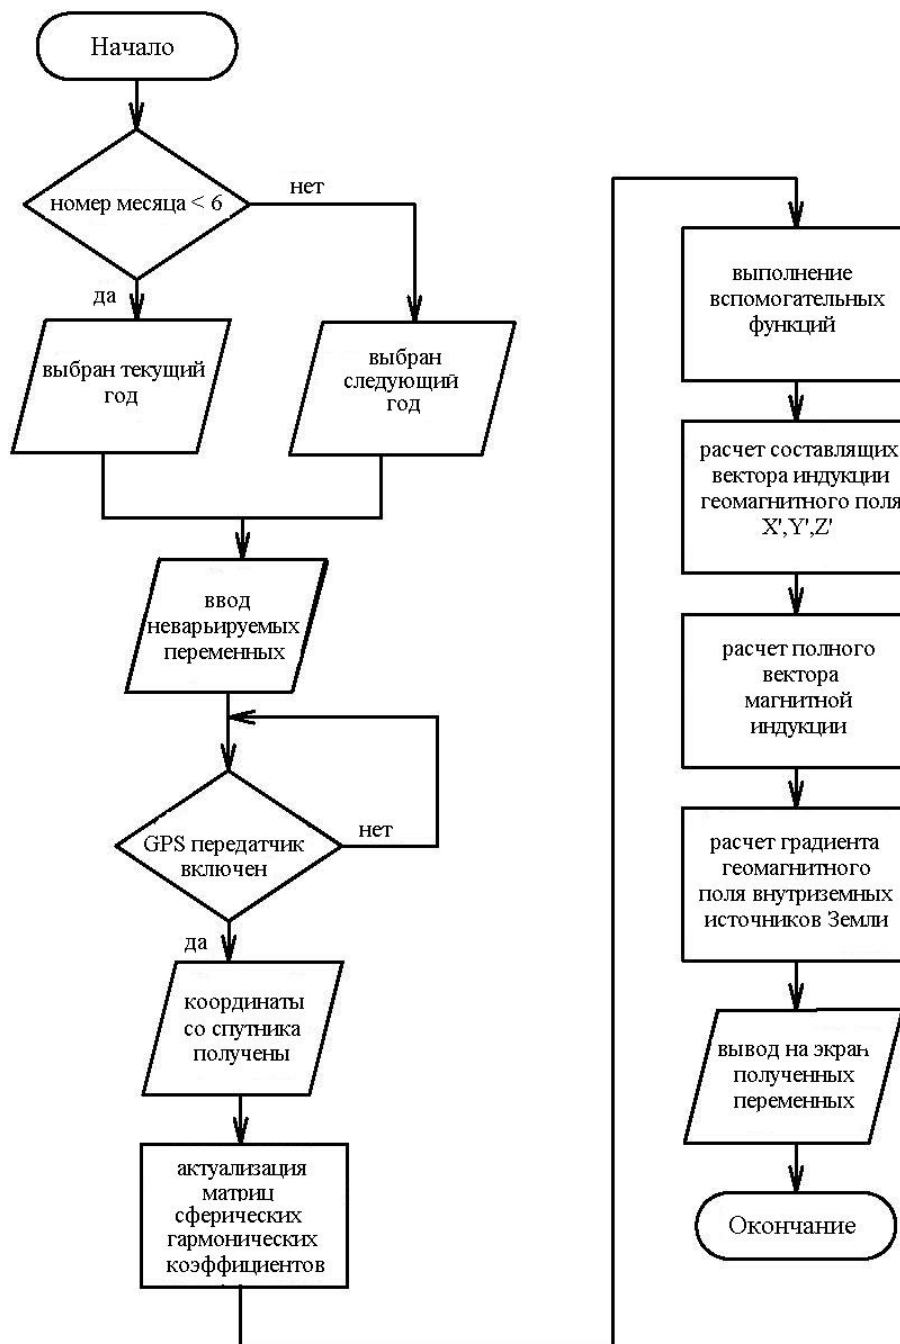 Начало
номер месяца < 6
нет
да
выбран текущий
год
выбран
следующий
год
ввод
неварьируемых
переменных
GPS передатчик
включен
нет
да
координаты
со спутника
получены
актуализация
матриц
сферических
гармонических
коэффициентов
выполнение
вспомогательных
функций
расчет составлящих
вектора индукции
геомагнитного поля
X',Y',Z'
расчет полного
вектора
магнитной
индукции
расчет градиента
геомагнитного
поля внутриземных
источников Земли
вывод на экран
полученных
переменных
Окончание